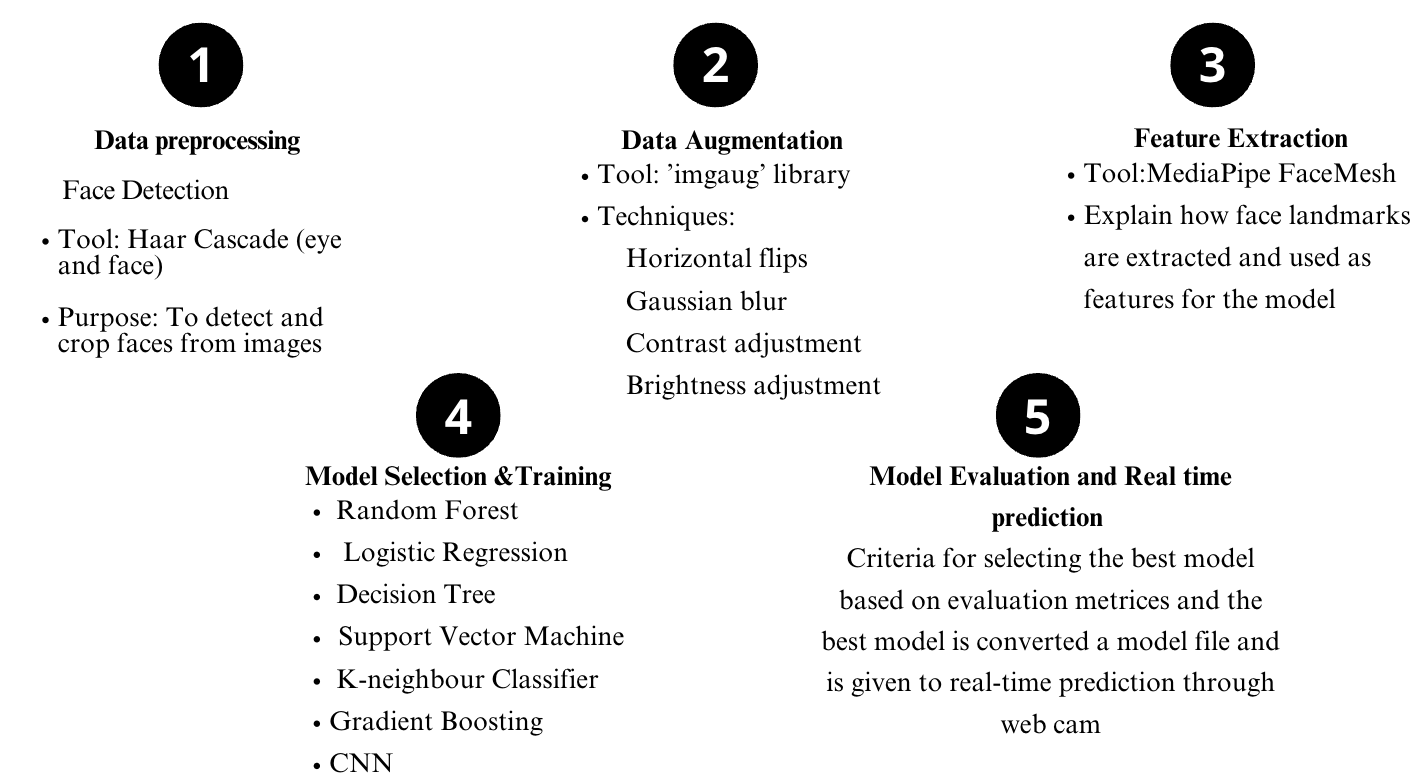 1
Data preprocessing
Face Detection
• Tool: Haar Cascade (eye
and face)
• Purpose: To detect and
crop faces from images
2
Data Augmentation
• Tool: ’imgaug’ library
• Techniques:
Horizontal flips
Gaussian blur
Contrast adjustment
Brightness adjustment
3
Feature Extraction
• Tool:MediaPipe FaceMesh
• Explain how face landmarks
are extracted and used as
features for the model
4
Model Selection &Training
• Random Forest
• Logistic Regression
• Decision Tree
• Support Vector Machine
• K-neighbour Classifier
• Gradient Boosting
• CNN
5
Model Evaluation and Real time
prediction
Criteria for selecting the best model
based on evaluation metrices and the
best model is converted a model file and
is given to real-time prediction through
web cam